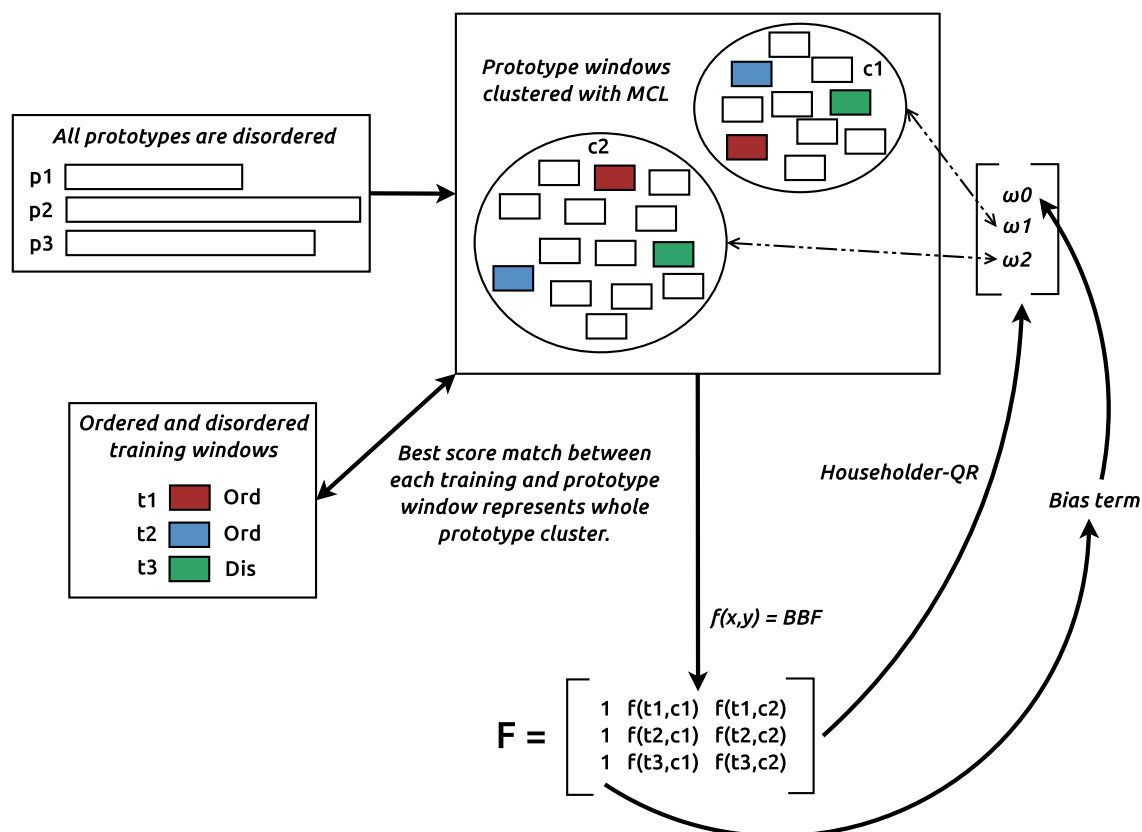 Prototype windows
clustered with MCL
c1
c2
All prototypes are disordered
p1
p2
p3
ω0
ω1
ω2
Ordered and disordered
training windows
t1 Ord
t2 Ord
t3 Dis
Best score match between
each training and prototype
window represents whole
prototype cluster.
Householder-QR
Bias term
f(x,y) = BBF
F =
1 f(t1,c1) f(t1,c2)
1 f(t2,c1) f(t2,c2)
1 f(t3,c1) f(t3,c2)